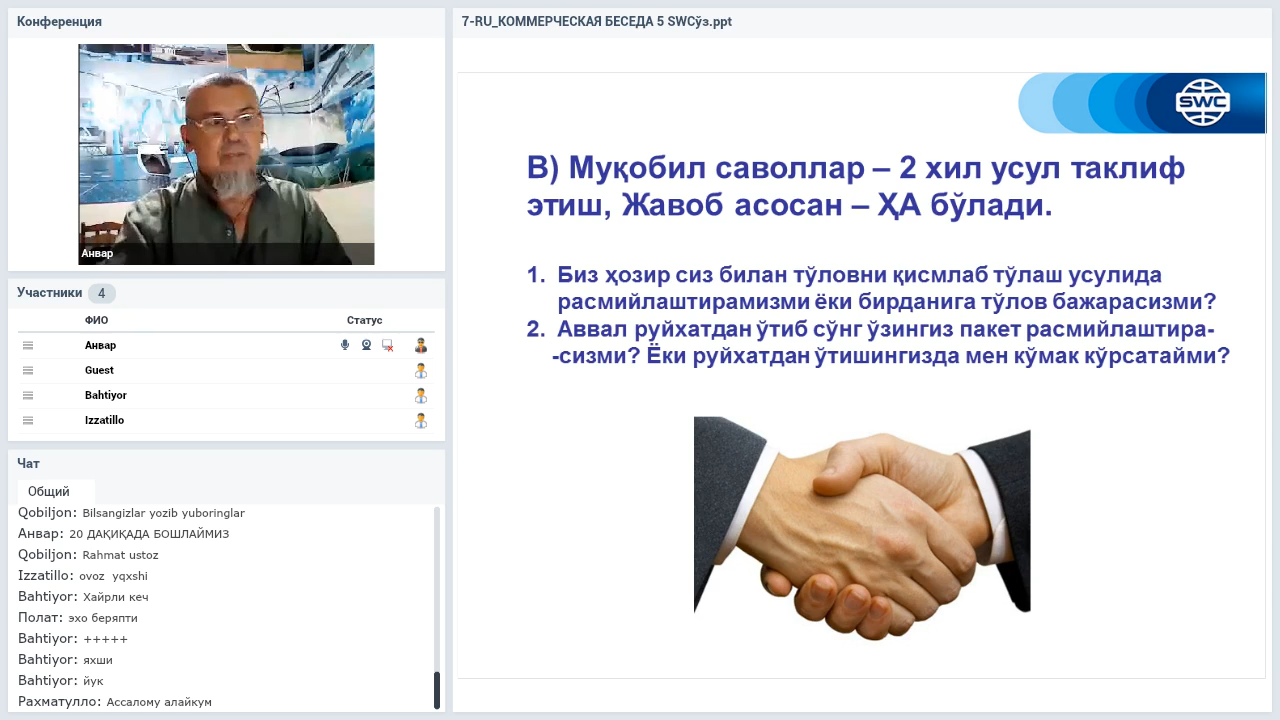 Конференция
Анвар
Участники 4
ФИО Статус
Анвар
Guest
Bahtiyor
Izzatillo
Чат
Общий
Qobiljon: Bilsangizlar yozib yuboringlar
Анвар: 20 ДАҚИҚАДА БОШЛАЙМИЗ
Qobiljon: Rahmat ustoz
Izzatillo: ovoz yqxshi
Bahtiyor: Хайрли кеч
Полат: эхо беряпти
Bahtiyor: +++++
Bahtiyor: яхши
Bahtiyor: йук
Рахматулло: Ассалому алайкум
7-RU_КОММЕРЧЕСКАЯ БЕСЕДА 5 SWCўз.ppt
SWC
В) Муқобил саволлар – 2 хил усул таклиф
этиш, Жавоб асосан – ҲА бўлади.
1. Биз ҳозир сиз билан тўловни қисмлаб тўлаш усулида
расмийлаштирамизми ёки бирданига тўлов бажарасизми?
2. Аввал руйхатдан ўтиб сўнг ўзингиз пакет расмийлаштира-
-сизми? Ёки руйхатдан ўтишингизда мен кўмак кўрсатайми?